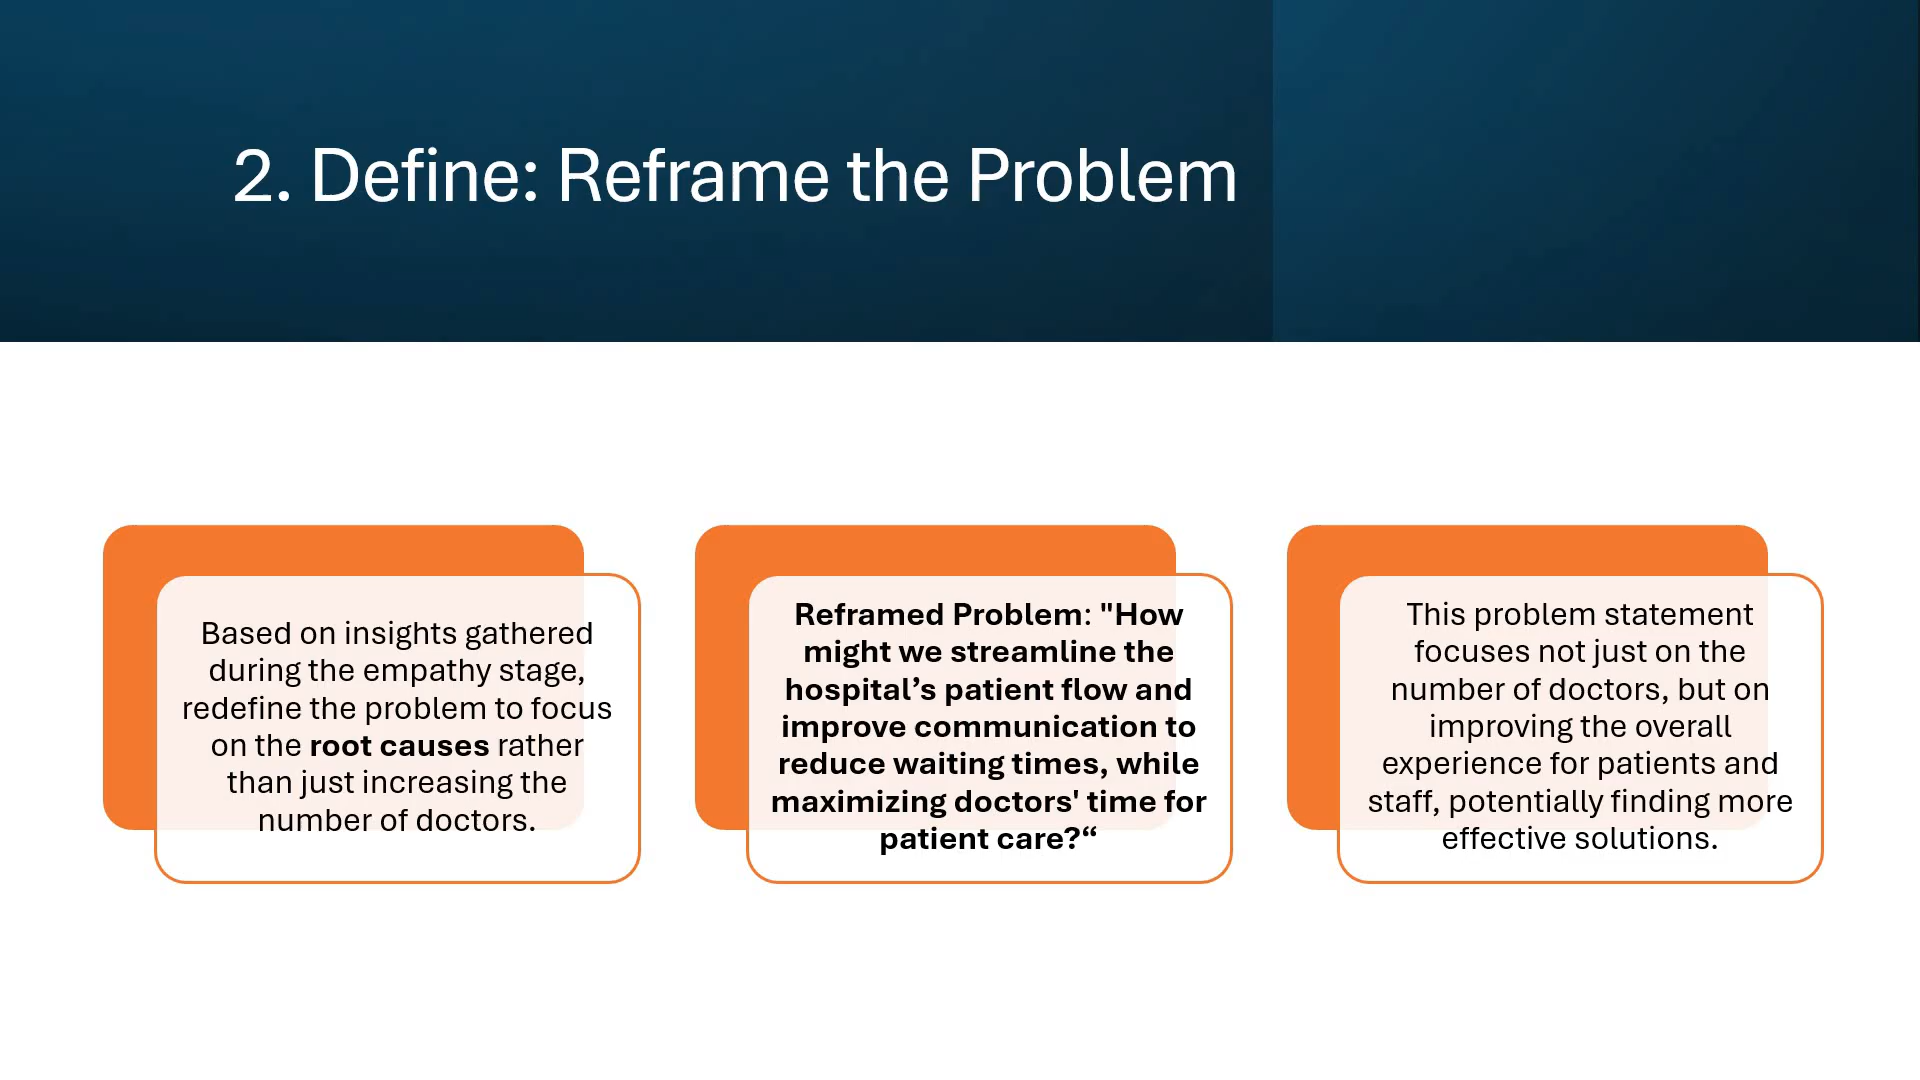 2. Define: Reframe the Problem
Based on insights gathered
during the empathy stage,
redefine the problem to focus
on the root causes rather
than just increasing the
number of doctors.
Reframed Problem: "How
might we streamline the
hospital’s patient flow and
improve communication to
reduce waiting times, while
maximizing doctors' time for
patient care?“
This problem statement
focuses not just on the
number of doctors, but on
improving the overall
experience for patients and
staff, potentially finding more
effective solutions.